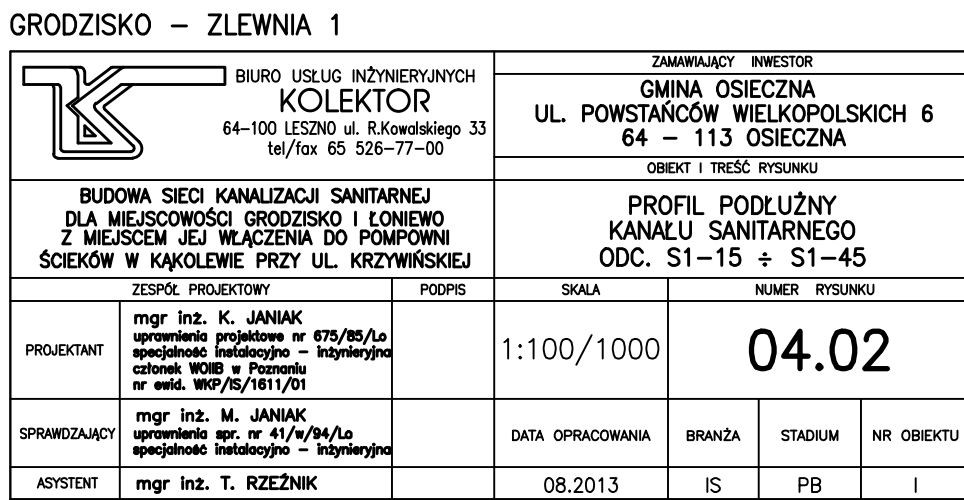 GRODZISKO – ZLEWNIA 1
BIURO USŁUG INŻYNIERYJNYCH
KOLEKTOR
64–100 LESZNO ul. R.Kowalskiego 33
tel/fax 65 526–77–00
ZAMAWIAJĄCY INWESTOR
GMINA OSIECZNA
UL. POWSTAŃCÓW WIELKOPOLSKICH 6
64 – 113 OSIECZNA
OBIEKT I TREŚĆ RYSUNKU
BUDOWA SIECI KANALIZACJI SANITARNEJ
DLA MIEJSCOWOŚCI GRODZISKO I ŁONIEWO
Z MIEJSCEM JEJ WŁĄCZENIA DO POMPOWNI
ŚCIEKÓW W KĄKOLEWIE PRZY UL. KRZYWIŃSKIEJ
PROFIL PODŁUŻNY
KANAŁU SANITARNEGO
ODC. S1–15 ÷ S1–45
ZESPÓŁ PROJEKTOWY
PODPIS
SKALA
NUMER RYSUNKU
PROJEKTANT
mgr inż. K. JANIAK
uprawnienia projektowe nr 675/85/Lo
specjalność instalacyjno – inżynieryjna
członek WOIIB w Poznaniu
nr ewid. WKP/IS/1611/01
1:100/1000
04.02
SPRAWDZAJĄCY
mgr inż. M. JANIAK
uprawnienia spr. nr 41/w/94/Lo
specjalność instalacyjno – inżynieryjna
DATA OPRACOWANIA
BRANŻA
STADIUM
NR OBIEKTU
ASYSTENT
mgr inż. T. RZEŹNIK
08.2013
IS
PB
I